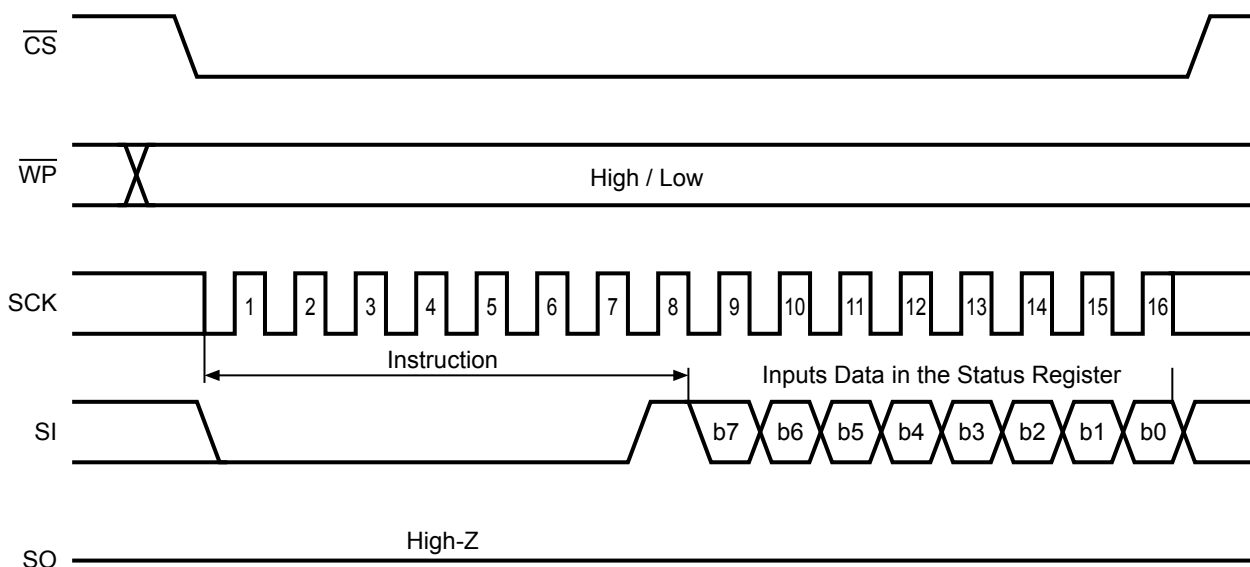 CS
WP
High / Low
SCK
1 2 3 4 5 6 7 8 9 10 11 12 13 14 15 16
Instruction
Inputs Data in the Status Register
SI
b7 b6 b5 b4 b3 b2 b1 b0
High-Z
SO